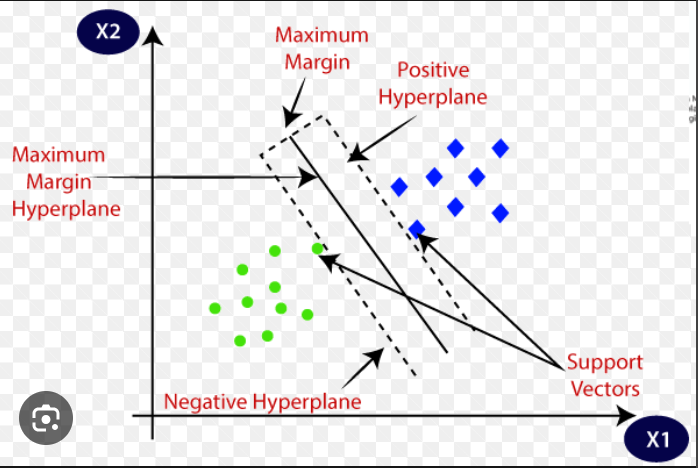 X2
Maximum
Margin
Positive
Hyperplane
Maximum
Margin
Hyperplane
Support
Vectors
Negative Hyperplane
X1